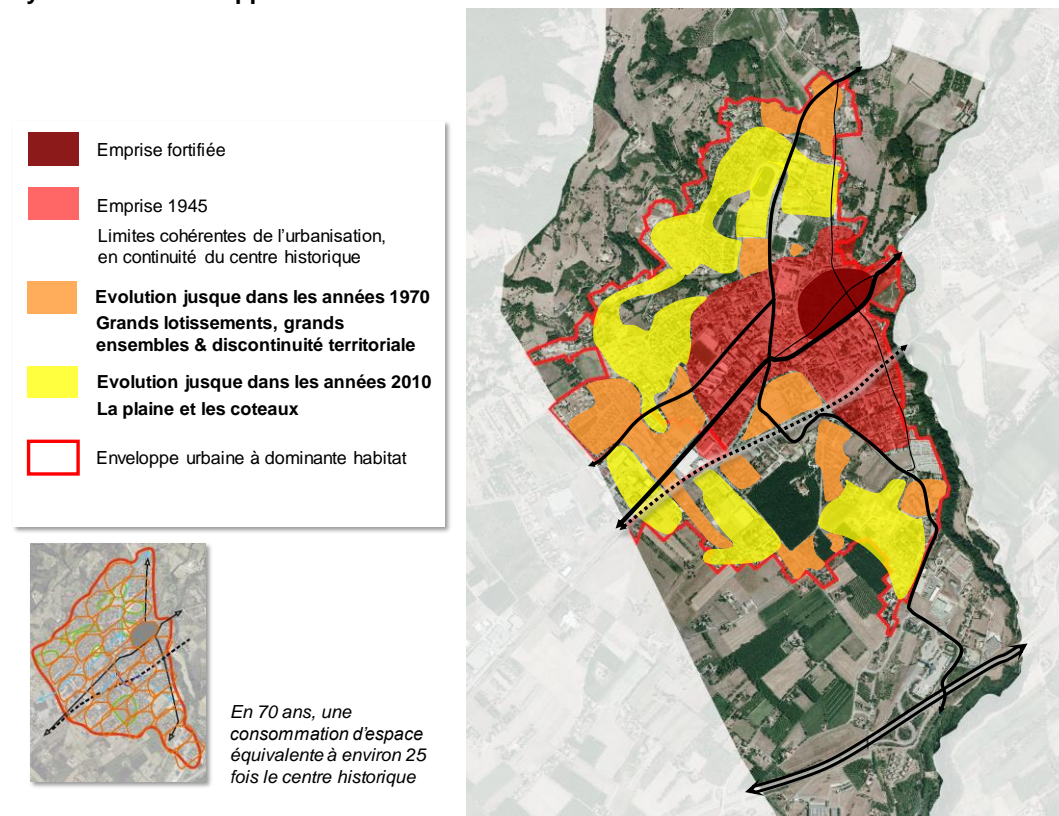 Emprise fortifiée
Emprise 1945
Limites cohérentes de l'urbanisation,
en continuité du centre historique
Evolution jusque dans les années 1970
Grands lotissements, grands
ensembles & discontinuité territoriale
Evolution jusque dans les années 2010
La plaine et les coteaux
Enveloppe urbaine à dominante habitat
En 70 ans, une
consommation d'espace
équivalente à environ 25
fois le centre historique